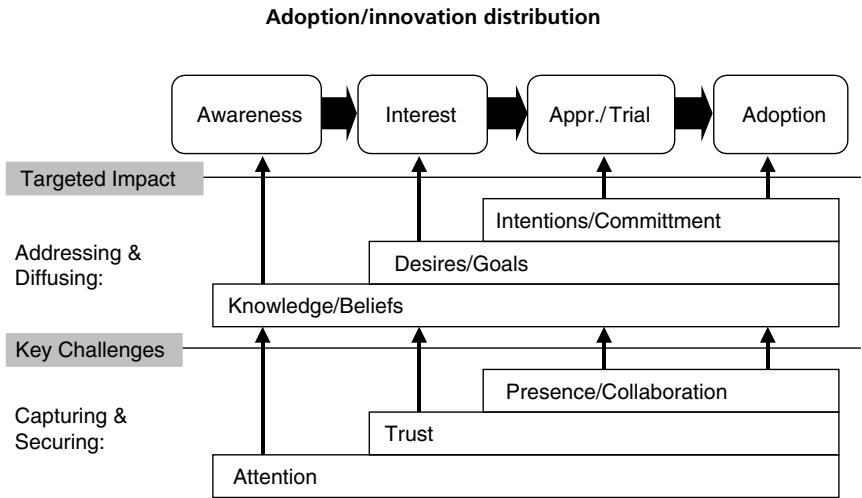 Adoption/innovation distribution
Awareness
Interest
Appr./Trial
Adoption
Targeted Impact
Intentions/Committment
Addressing &
Diffusing:
Desires/Goals
Knowledge/Beliefs
Key Challenges
Presence/Collaboration
Capturing &
Securing:
Trust
Attention